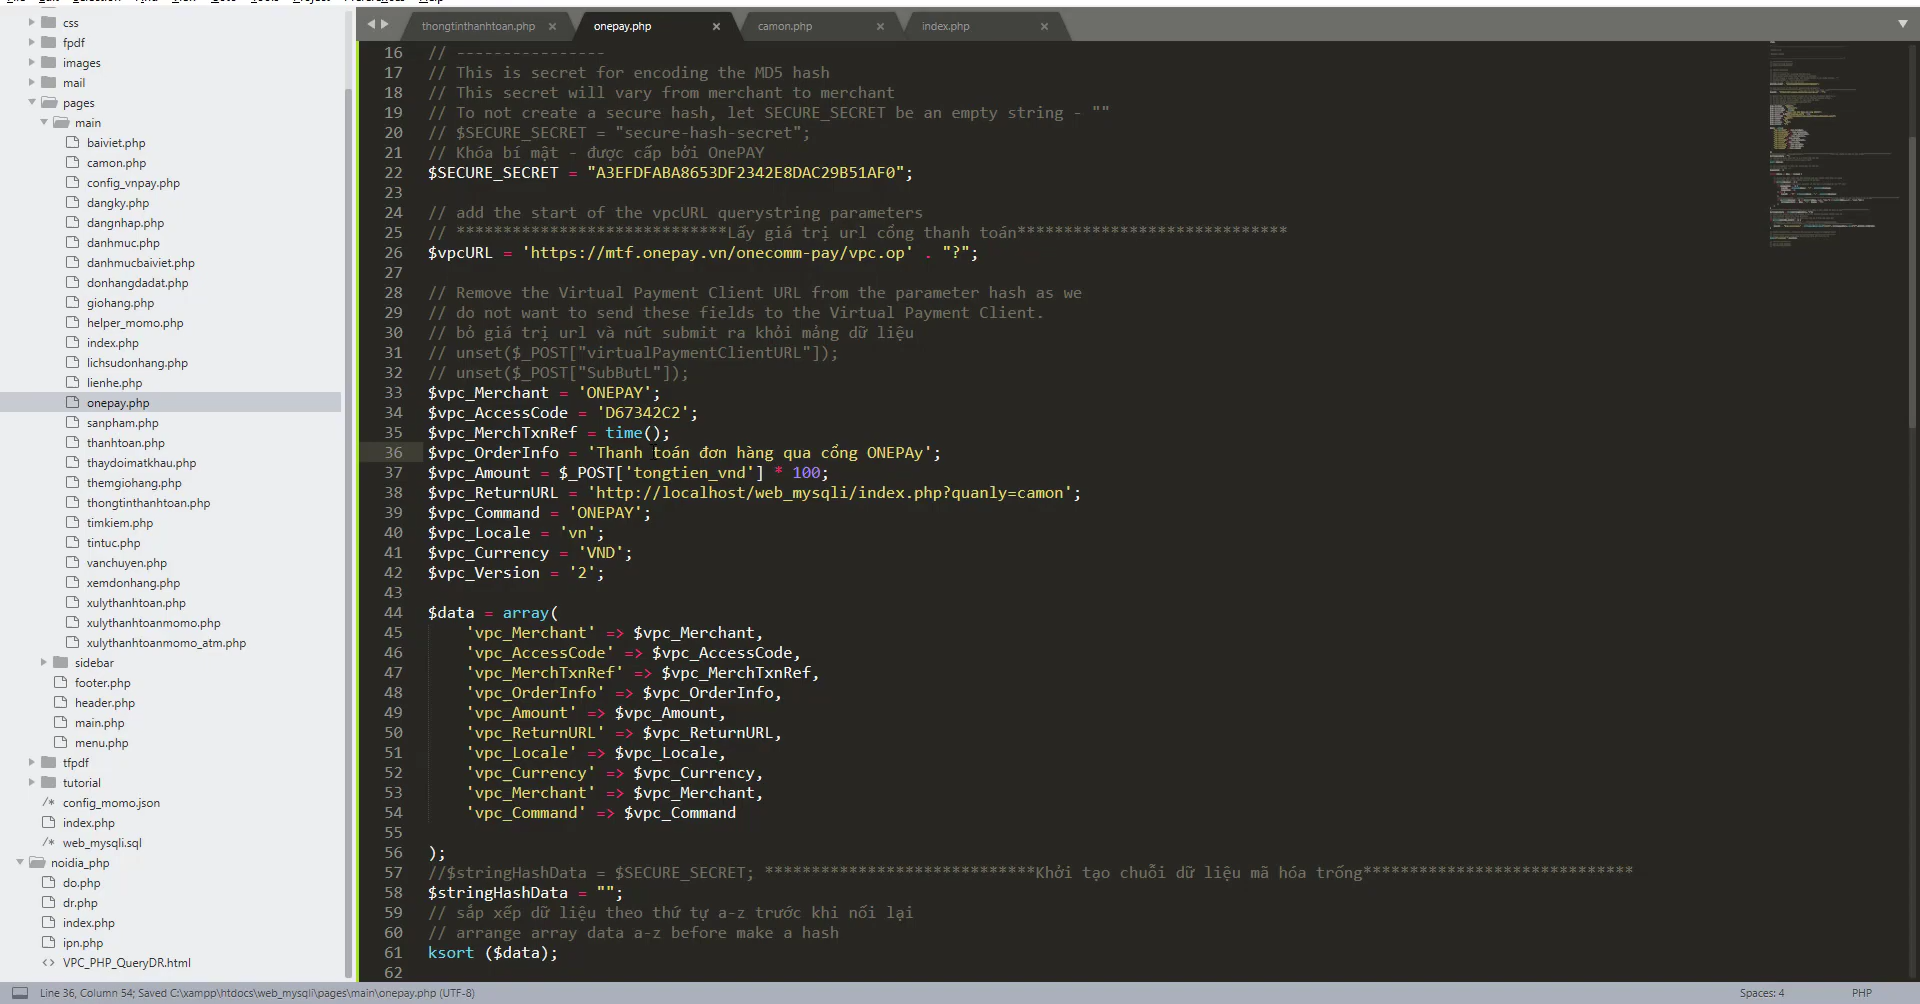 css
fpdf
images
mail
pages
main
baiviet.php
camon.php
config_vnpay.php
dangky.php
dangnhap.php
danhmuc.php
danhmucbaiviet.php
donhangdadat.php
giohang.php
helper_momo.php
index.php
lichsudonhang.php
lienhe.php
onepay.php
sanpham.php
thanhtoan.php
thaydoimatkhau.php
themgiohang.php
thongtinthanhtoan.php
timkiem.php
tintuc.php
vanchuyen.php
xemdonhang.php
xulythanhtoan.php
xulythanhtoanmomo.php
xulythanhtoanmomo_atm.php
sidebar
footer.php
header.php
main.php
menu.php
tfpdf
tutorial
/* config_momo.json
index.php
/* web_mysqli.sql
noidia_php
do.php
dr.php
index.php
ipn.php
<> VPC_PHP_QueryDR.html
thongtinthanhtoan.php × onepay.php × camon.php × index.php ×
16 // ----------------
17 // This is secret for encoding the MD5 hash
18 // This secret will vary from merchant to merchant
19 // To not create a secure hash, let SECURE_SECRET be an empty string - ""
20 // $SECURE_SECRET = "secure-hash-secret";
21 // Khóa bí mật - được cấp bởi OnePAY
22 $SECURE_SECRET = "A3EFDFABA8653DF2342E8DAC29B51AF0";
23
24 // add the start of the vpcURL querystring parameters
25 // *****************************Lấy giá trị url cổng thanh toán*****************************
26 $vpcURL = 'https://mtf.onepay.vn/onecomm-pay/vpc.op' . "?";
27
28 // Remove the Virtual Payment Client URL from the parameter hash as we
29 // do not want to send these fields to the Virtual Payment Client.
30 // bỏ giá trị url và nút submit ra khỏi mảng dữ liệu
31 // unset($_POST["virtualPaymentClientURL"]);
32 // unset($_POST["SubButL"]);
33 $vpc_Merchant = 'ONEPAY';
34 $vpc_AccessCode = 'D67342C2';
35 $vpc_MerchTxnRef = time();
36 $vpc_OrderInfo = 'Thanh toán đơn hàng qua cổng ONEPAy';
37 $vpc_Amount = $_POST['tongtien_vnd'] * 100;
38 $vpc_ReturnURL = 'http://localhost/web_mysqli/index.php?quanly=camon';
39 $vpc_Command = 'ONEPAY';
40 $vpc_Locale = 'vn';
41 $vpc_Currency = 'VND';
42 $vpc_Version = '2';
43
44 $data = array(
45 'vpc_Merchant' => $vpc_Merchant,
46 'vpc_AccessCode' => $vpc_AccessCode,
47 'vpc_MerchTxnRef' => $vpc_MerchTxnRef,
48 'vpc_OrderInfo' => $vpc_OrderInfo,
49 'vpc_Amount' => $vpc_Amount,
50 'vpc_ReturnURL' => $vpc_ReturnURL,
51 'vpc_Locale' => $vpc_Locale,
52 'vpc_Currency' => $vpc_Currency,
53 'vpc_Merchant' => $vpc_Merchant,
54 'vpc_Command' => $vpc_Command
55
56 );
57 //$stringHashData = $SECURE_SECRET; *****************************Khởi tạo chuỗi dữ liệu mã hóa trống*****************************
58 $stringHashData = "";
59 // sắp xếp dữ liệu theo thứ tự a-z trước khi nối lại
60 // arrange array data a-z before make a hash
61 ksort ($data);
62
Line 36, Column 54; Saved C:\xampp\htdocs\web_mysqli\pages\main\onepay.php (UTF-8) Spaces: 4 PHP